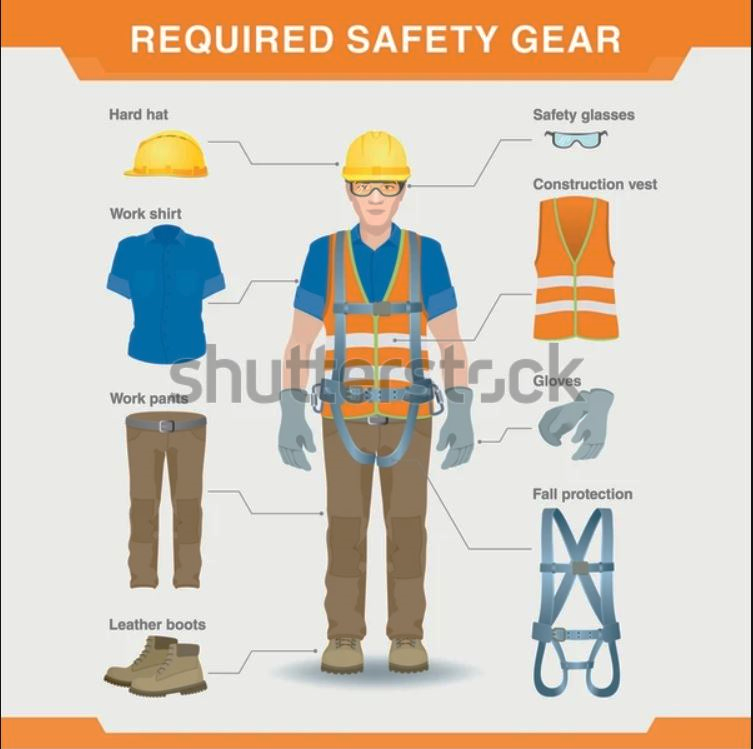 REQUIRED SAFETY GEAR
Hard hat
Safety glasses
Work shirt
Construction vest
shutterstock
Work pants
Gloves
Fall protection
Leather boots